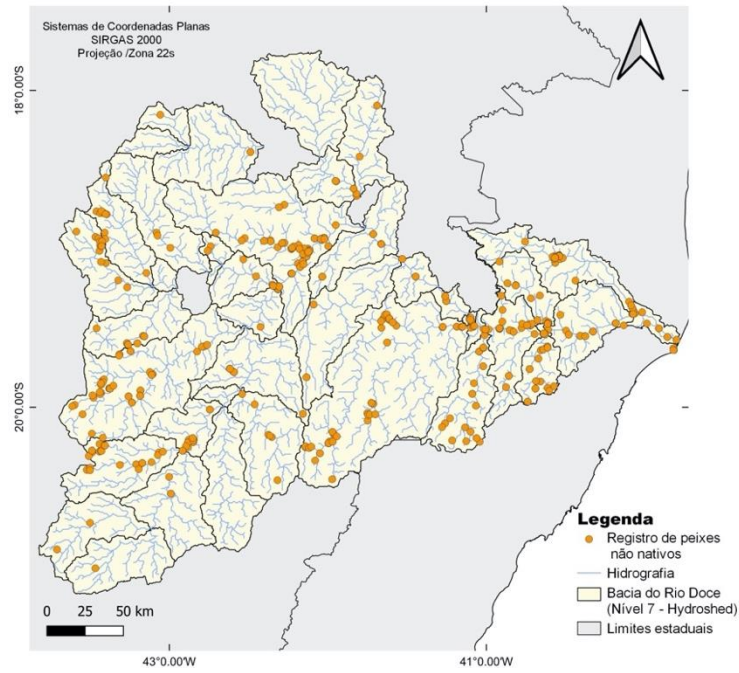 Sistemas de Coordenadas Planas
SIRGAS 2000
Projeção /Zona 22s
18°0.00'S
20°0.00'S
Legenda
Registro de peixes
não nativos
Hidrografia
Bacia do Rio Doce
(Nível 7 - Hydroshed)
Limites estaduais
0 25 50 km
43°0.00'W
41°0.00'W